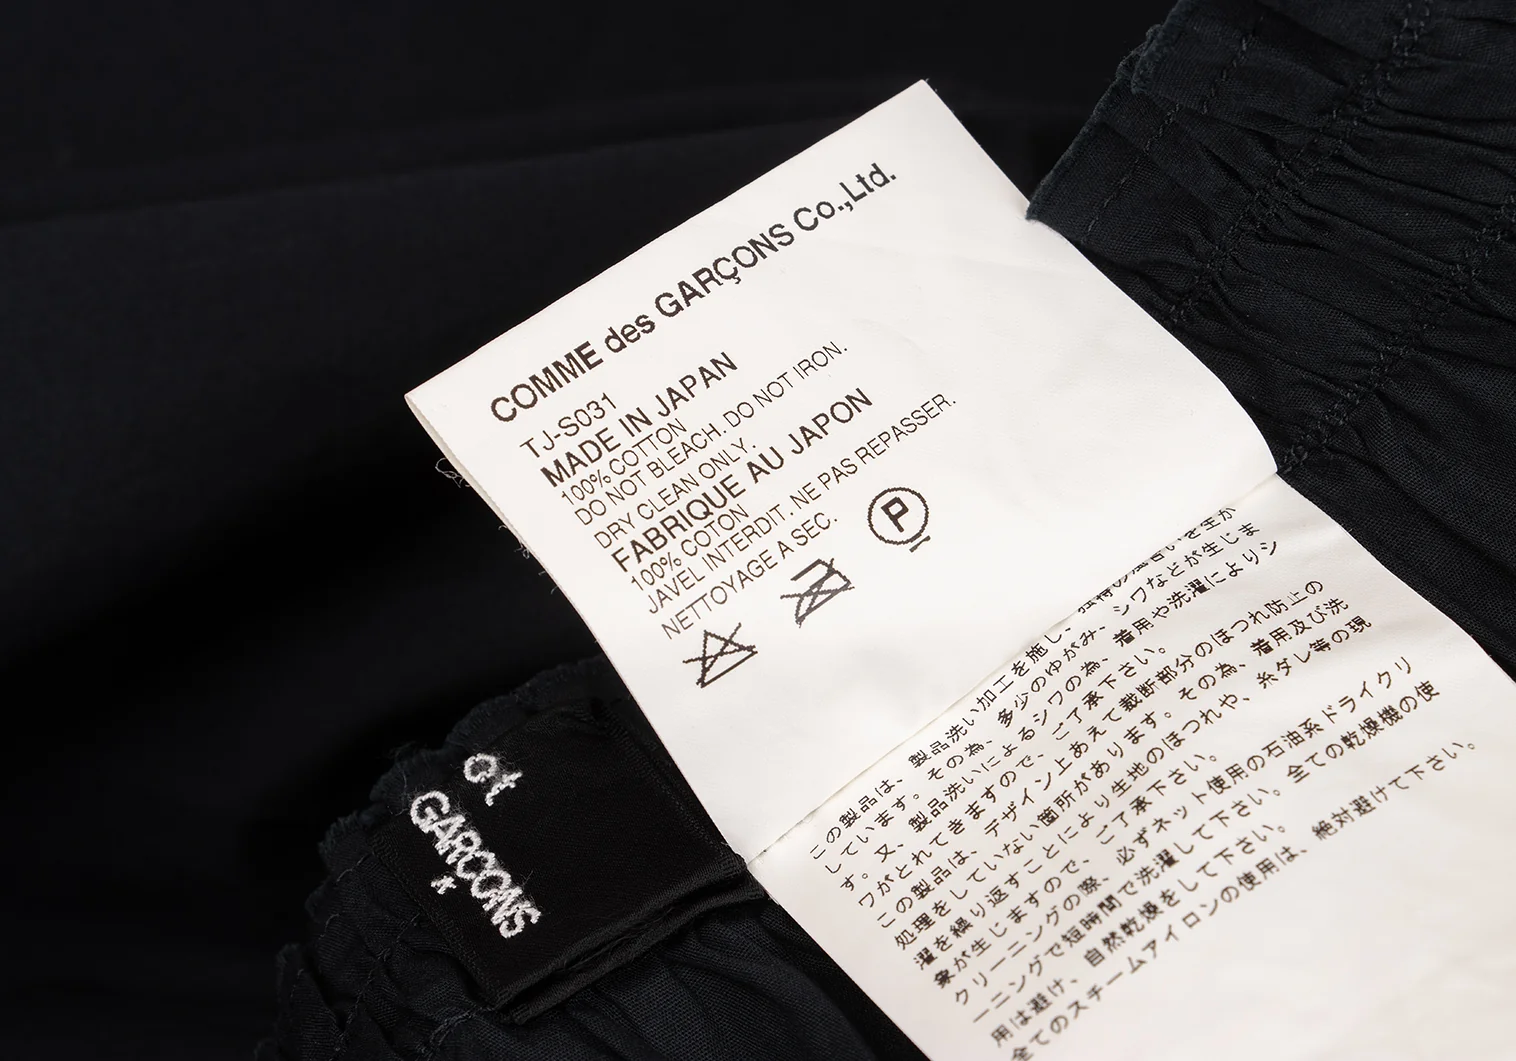 COMME des GARÇONS Co.,Ltd.
TJ-S031
MADE IN JAPAN
100% COTTON
DO NOT BLEACH. DO NOT IRON.
DRY CLEAN ONLY.
FABRIQUE AU JAPON
100% COTON
JAVEL INTERDIT. NE PAS REPASSER.
NETTOYAGE A SEC.
P
この製品は、製品洗い加工を施し、独特の風合いを生か
しています。その為、多少のゆがみ、シワなどが生じま
す。又、製品洗いによるシワの為、着用や洗濯によりシ
ワがとれてきますので、ご了承下さい。
この製品は、デザイン上あえて裁断部分のほつれ防止の
処理をしていない箇所があります。その為、着用及び洗
濯を繰り返すことにより生地のほつれや、糸ダレ等の現
象が生じますので、ご了承下さい。
クリーニングの際、必ずネット使用の石油系ドライクリ
ーニングで短時間で洗濯して下さい。全ての乾燥機の使
用は避け、自然乾燥をして下さい。
全てのスチームアイロンの使用は、絶対避けて下さい。
ot
GARCONS